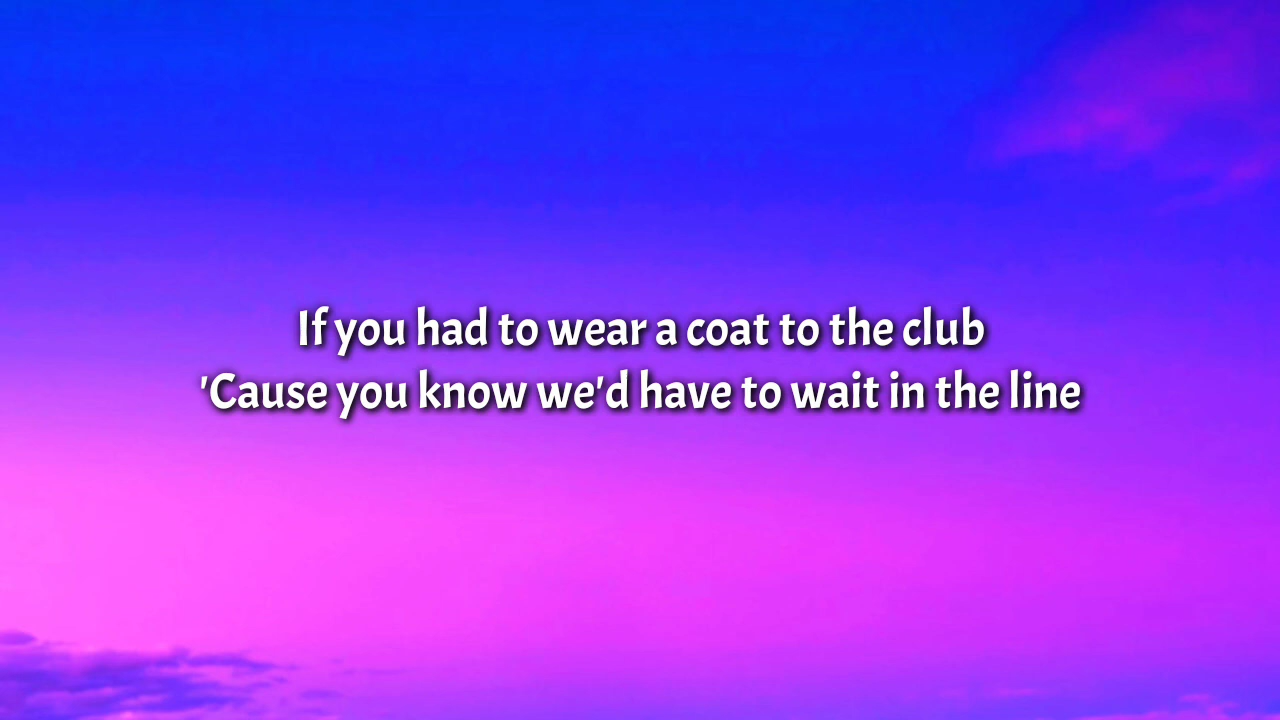 If you had to wear a coat to the club
'Cause you know we'd have to wait in the line